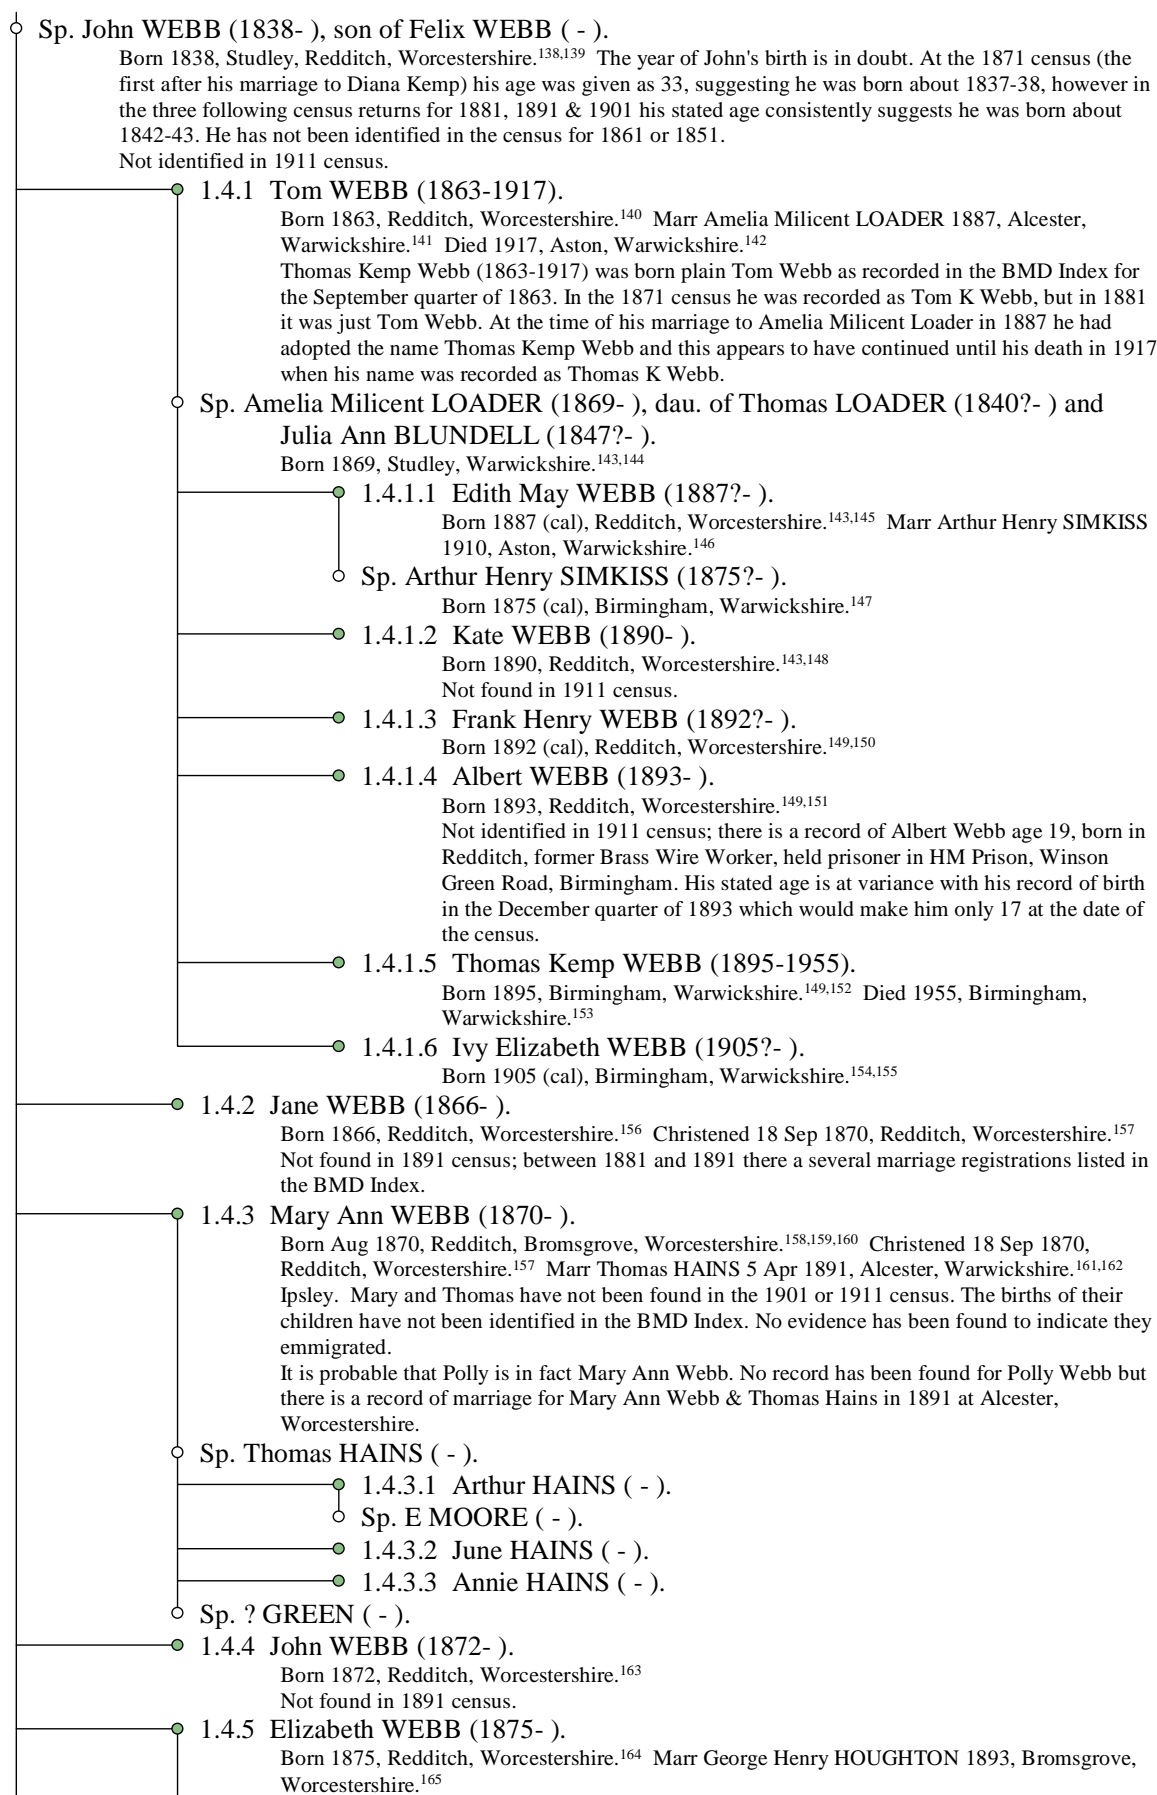 Sp. John WEBB (1838- ), son of Felix WEBB ( - ).
Born 1838, Studley, Redditch, Worcestershire.138,139 The year of John's birth is in doubt. At the 1871 census (the
first after his marriage to Diana Kemp) his age was given as 33, suggesting he was born about 1837-38, however in
the three following census returns for 1881, 1891 & 1901 his stated age consistently suggests he was born about
1842-43. He has not been identified in the census for 1861 or 1851.
Not identified in 1911 census.
1.4.1 Tom WEBB (1863-1917).
Born 1863, Redditch, Worcestershire.140 Marr Amelia Milicent LOADER 1887, Alcester,
Warwickshire.141 Died 1917, Aston, Warwickshire.142
Thomas Kemp Webb (1863-1917) was born plain Tom Webb as recorded in the BMD Index for
the September quarter of 1863. In the 1871 census he was recorded as Tom K Webb, but in 1881
it was just Tom Webb. At the time of his marriage to Amelia Milicent Loader in 1887 he had
adopted the name Thomas Kemp Webb and this appears to have continued until his death in 1917
when his name was recorded as Thomas K Webb.
Sp. Amelia Milicent LOADER (1869- ), dau. of Thomas LOADER (1840?- ) and
Julia Ann BLUNDELL (1847?- ).
Born 1869, Studley, Warwickshire.143,144
1.4.1.1 Edith May WEBB (1887?- ).
Born 1887 (cal), Redditch, Worcestershire.143,145 Marr Arthur Henry SIMKISS
1910, Aston, Warwickshire.146
Sp. Arthur Henry SIMKISS (1875?- ).
Born 1875 (cal), Birmingham, Warwickshire.147
1.4.1.2 Kate WEBB (1890- ).
Born 1890, Redditch, Worcestershire.143,148
Not found in 1911 census.
1.4.1.3 Frank Henry WEBB (1892?- ).
Born 1892 (cal), Redditch, Worcestershire.149,150
1.4.1.4 Albert WEBB (1893- ).
Born 1893, Redditch, Worcestershire.149,151
Not identified in 1911 census; there is a record of Albert Webb age 19, born in
Redditch, former Brass Wire Worker, held prisoner in HM Prison, Winson
Green Road, Birmingham. His stated age is at variance with his record of birth
in the December quarter of 1893 which would make him only 17 at the date of
the census.
1.4.1.5 Thomas Kemp WEBB (1895-1955).
Born 1895, Birmingham, Warwickshire.149,152 Died 1955, Birmingham,
Warwickshire.153
1.4.1.6 Ivy Elizabeth WEBB (1905?- ).
Born 1905 (cal), Birmingham, Warwickshire.154,155
1.4.2 Jane WEBB (1866- ).
Born 1866, Redditch, Worcestershire.156 Christened 18 Sep 1870, Redditch, Worcestershire.157
Not found in 1891 census; between 1881 and 1891 there a several marriage registrations listed in
the BMD Index.
1.4.3 Mary Ann WEBB (1870- ).
Born Aug 1870, Redditch, Bromsgrove, Worcestershire.158,159,160 Christened 18 Sep 1870,
Redditch, Worcestershire.157 Marr Thomas HAINS 5 Apr 1891, Alcester, Warwickshire.161,162
Ipsley. Mary and Thomas have not been found in the 1901 or 1911 census. The births of their
children have not been identified in the BMD Index. No evidence has been found to indicate they
emmigrated.
It is probable that Polly is in fact Mary Ann Webb. No record has been found for Polly Webb but
there is a record of marriage for Mary Ann Webb & Thomas Hains in 1891 at Alcester,
Worcestershire.
Sp. Thomas HAINS ( - ).
1.4.3.1 Arthur HAINS ( - ).
Sp. E MOORE ( - ).
1.4.3.2 June HAINS ( - ).
1.4.3.3 Annie HAINS ( - ).
Sp. ? GREEN ( - ).
1.4.4 John WEBB (1872- ).
Born 1872, Redditch, Worcestershire.163
Not found in 1891 census.
1.4.5 Elizabeth WEBB (1875- ).
Born 1875, Redditch, Worcestershire.164 Marr George Henry HOUGHTON 1893, Bromsgrove,
Worcestershire.165